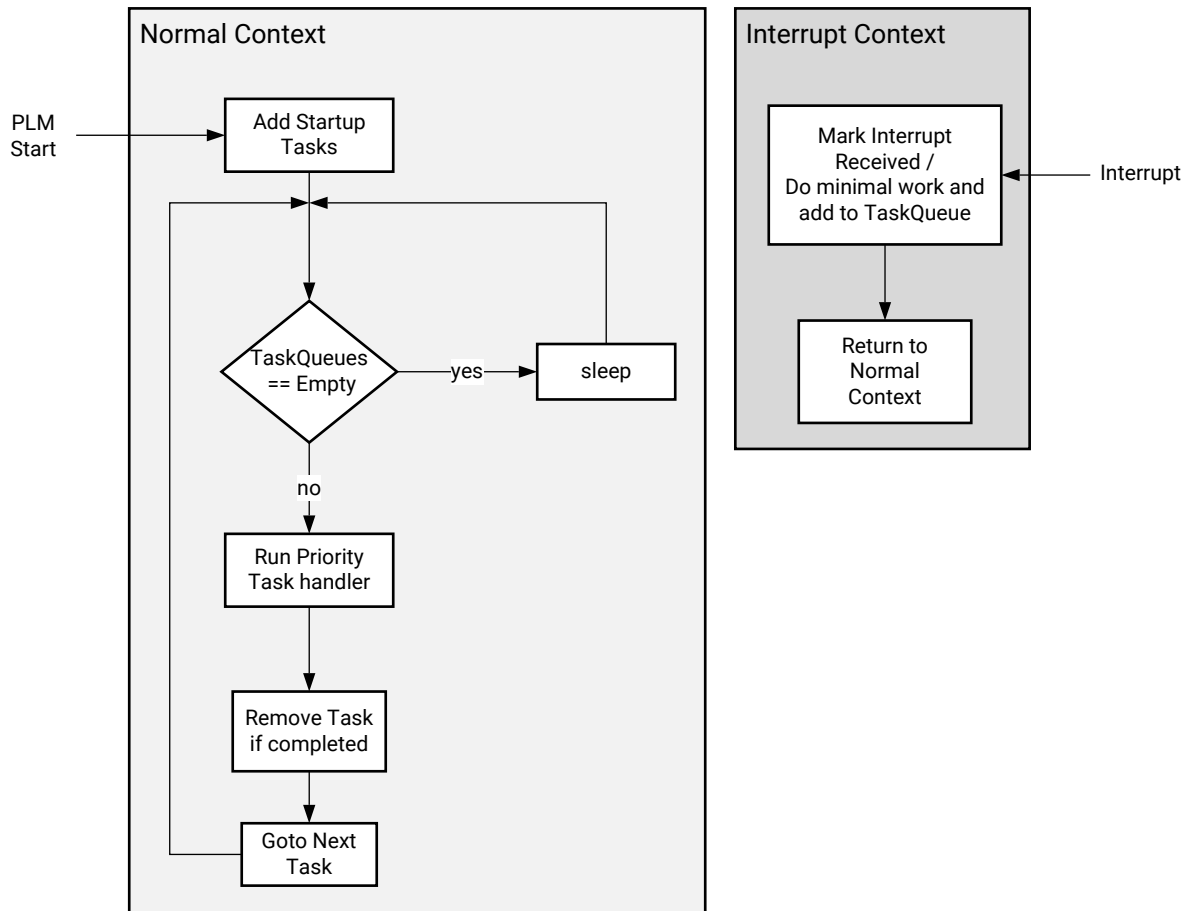 Normal Context
PLM
Start
Add Startup
Tasks
TaskQueues
== Empty
yes
sleep
no
Run Priority
Task handler
Remove Task
if completed
Goto Next
Task
Interrupt Context
Mark Interrupt
Received /
Do minimal work and
add to TaskQueue
Interrupt
Return to
Normal
Context